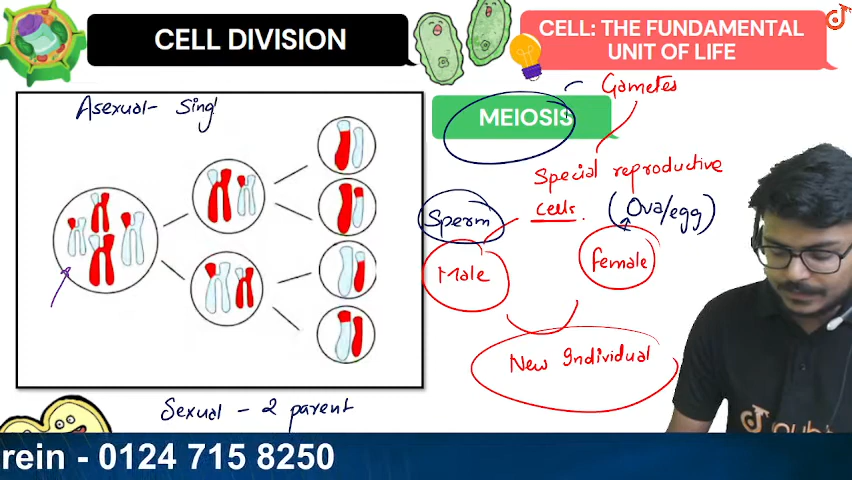 CELL DIVISION
CELL: THE FUNDAMENTAL
UNIT OF LIFE
Asexual- Sing
MEIOSIS
Gametes
Special reproductive
cells.
Sperm
(Ova/egg)
Male
female
New Individual
Sexual - 2 parent
rein - 0124 715 8250